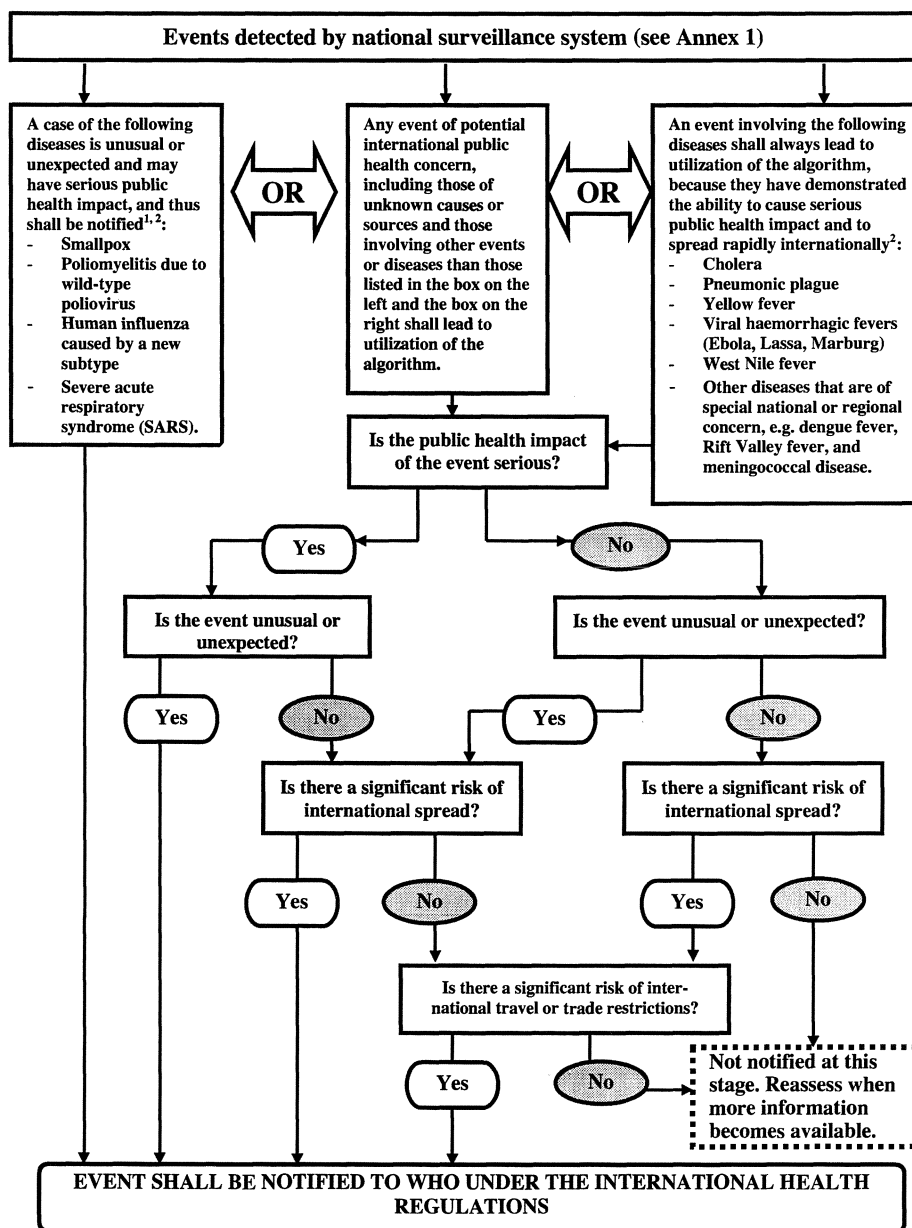 Events detected by national surveillance system (see Annex 1)
A case of the following
diseases is unusual or
unexpected and may
have serious public
health impact, and thus
shall be notified¹, ²:
- Smallpox
- Poliomyelitis due to
wild-type
poliovirus
- Human influenza
caused by a new
subtype
- Severe acute
respiratory
syndrome (SARS).
OR
Any event of potential
international public
health concern,
including those of
unknown causes or
sources and those
involving other events
or diseases than those
listed in the box on the
left and the box on the
right shall lead to
utilization of the
algorithm.
OR
An event involving the following
diseases shall always lead to
utilization of the algorithm,
because they have demonstrated
the ability to cause serious
public health impact and to
spread rapidly internationally²:
- Cholera
- Pneumonic plague
- Yellow fever
- Viral haemorrhagic fevers
(Ebola, Lassa, Marburg)
- West Nile fever
- Other diseases that are of
special national or regional
concern, e.g. dengue fever,
Rift Valley fever, and
meningococcal disease.
Is the public health impact
of the event serious?
Yes
No
Is the event unusual or
unexpected?
Is the event unusual or unexpected?
Yes
No
Yes
No
Is there a significant risk of
international spread?
Is there a significant risk of
international spread?
Yes
No
Yes
No
Is there a significant risk of inter-
national travel or trade restrictions?
Yes
No
Not notified at this
stage. Reassess when
more information
becomes available.
EVENT SHALL BE NOTIFIED TO WHO UNDER THE INTERNATIONAL HEALTH
REGULATIONS